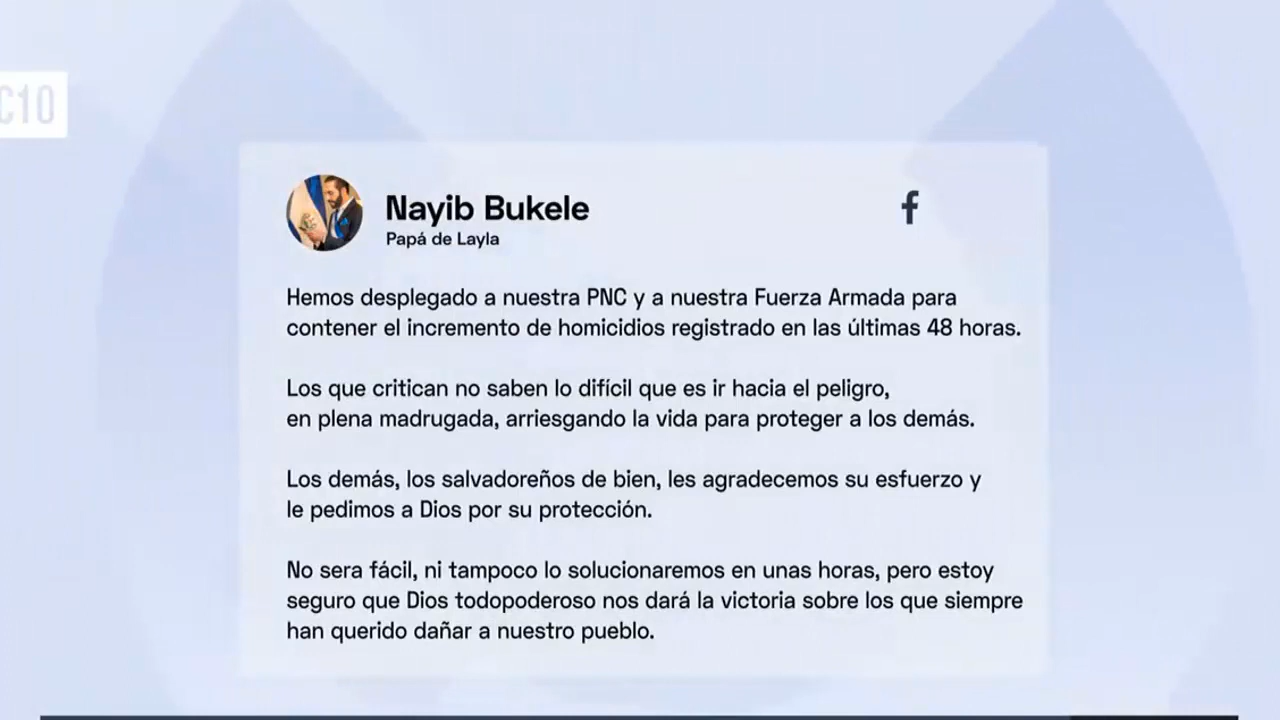 C10
Nayib Bukele
Papá de Layla
Hemos desplegado a nuestra PNC y a nuestra Fuerza Armada para
contener el incremento de homicidios registrado en las últimas 48 horas.
Los que critican no saben lo difícil que es ir hacia el peligro,
en plena madrugada, arriesgando la vida para proteger a los demás.
Los demás, los salvadoreños de bien, les agradecemos su esfuerzo y
le pedimos a Dios por su protección.
No sera fácil, ni tampoco lo solucionaremos en unas horas, pero estoy
seguro que Dios todopoderoso nos dará la victoria sobre los que siempre
han querido dañar a nuestro pueblo.